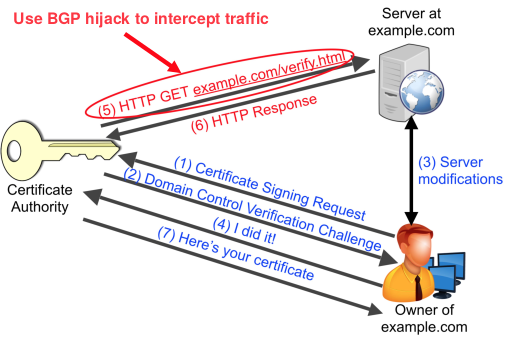 Use BGP hijack to intercept traffic
Server at
example.com
(5) HTTP GET example.com/verify.html
(6) HTTP Response
(3) Server
modifications
Certificate
Authority
(1) Certificate Signing Request
(2) Domain Control Verification Challenge
(4) I did it!
(7) Here's your certificate
Owner of
example.com